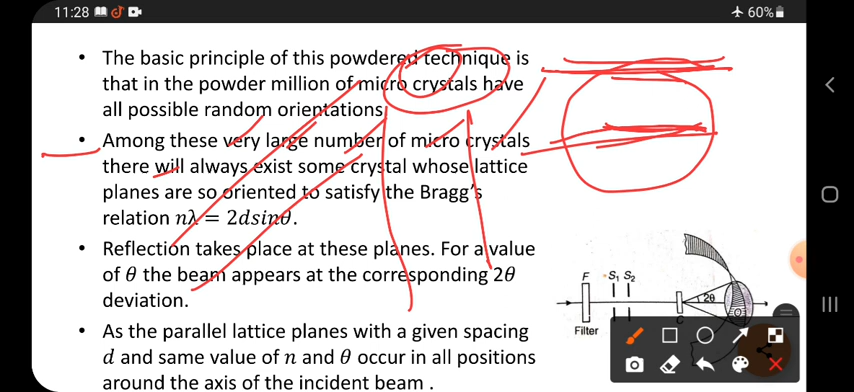 11:28
60%
• The basic principle of this powdered technique is
that in the powder million of micro crystals have
all possible random orientations
• Among these very large number of micro crystals
there will always exist some crystal whose lattice
planes are so oriented to satisfy the Bragg's
relation nλ = 2dsinθ.
• Reflection takes place at these planes. For a value
of θ the beam appears at the corresponding 2θ
deviation.
• As the parallel lattice planes with a given spacing
d and same value of n and θ occur in all positions
around the axis of the incident beam .
F S₁ S₂
2θ
O
C
Filter